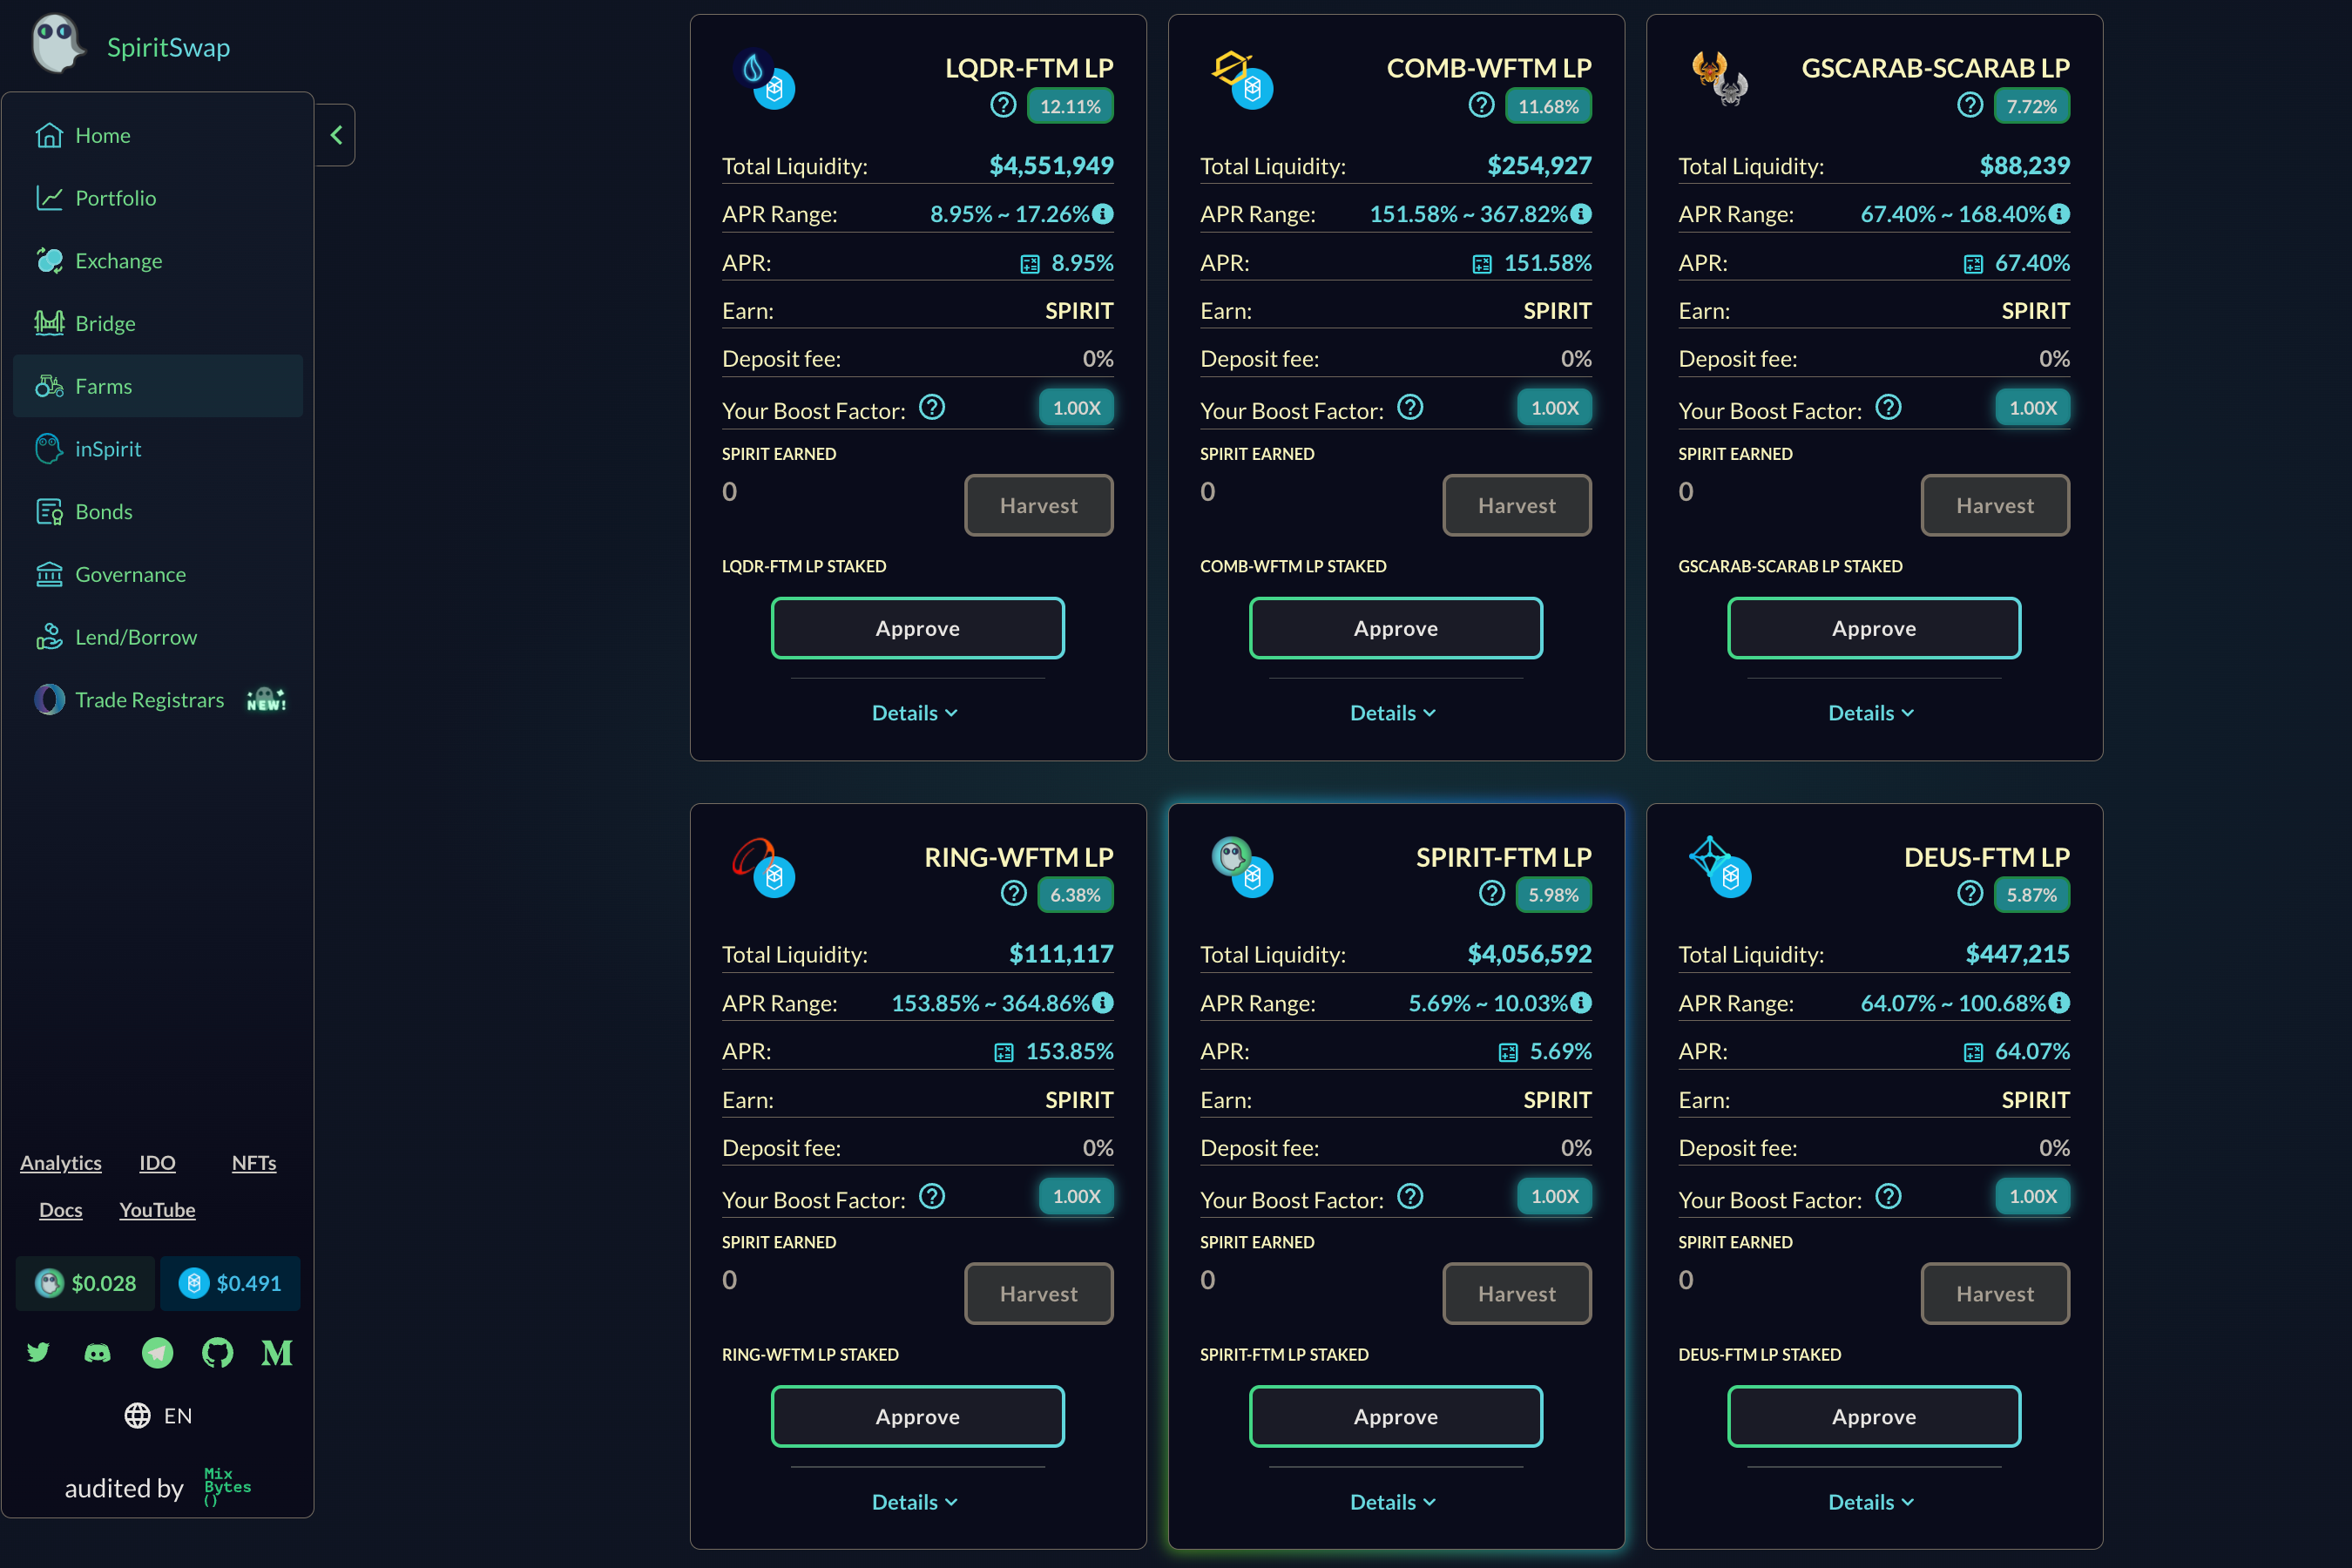 SpiritSwap
Home
Portfolio
Exchange
Bridge
Farms
inSpirit
Bonds
Governance
Lend/Borrow
Trade Registrars NEW!
Analytics IDO NFTs
Docs YouTube
$0.028 $0.491
EN
audited by Mix
Bytes
()
LQDR-FTM LP
12.11%
Total Liquidity: $4,551,949
APR Range: 8.95% ~ 17.26%
APR: 8.95%
Earn: SPIRIT
Deposit fee: 0%
Your Boost Factor: 1.00X
SPIRIT EARNED
0 Harvest
LQDR-FTM LP STAKED
Approve
Details
COMB-WFTM LP
11.68%
Total Liquidity: $254,927
APR Range: 151.58% ~ 367.82%
APR: 151.58%
Earn: SPIRIT
Deposit fee: 0%
Your Boost Factor: 1.00X
SPIRIT EARNED
0 Harvest
COMB-WFTM LP STAKED
Approve
Details
GSCARAB-SCARAB LP
7.72%
Total Liquidity: $88,239
APR Range: 67.40% ~ 168.40%
APR: 67.40%
Earn: SPIRIT
Deposit fee: 0%
Your Boost Factor: 1.00X
SPIRIT EARNED
0 Harvest
GSCARAB-SCARAB LP STAKED
Approve
Details
RING-WFTM LP
6.38%
Total Liquidity: $111,117
APR Range: 153.85% ~ 364.86%
APR: 153.85%
Earn: SPIRIT
Deposit fee: 0%
Your Boost Factor: 1.00X
SPIRIT EARNED
0 Harvest
RING-WFTM LP STAKED
Approve
Details
SPIRIT-FTM LP
5.98%
Total Liquidity: $4,056,592
APR Range: 5.69% ~ 10.03%
APR: 5.69%
Earn: SPIRIT
Deposit fee: 0%
Your Boost Factor: 1.00X
SPIRIT EARNED
0 Harvest
SPIRIT-FTM LP STAKED
Approve
Details
DEUS-FTM LP
5.87%
Total Liquidity: $447,215
APR Range: 64.07% ~ 100.68%
APR: 64.07%
Earn: SPIRIT
Deposit fee: 0%
Your Boost Factor: 1.00X
SPIRIT EARNED
0 Harvest
DEUS-FTM LP STAKED
Approve
Details